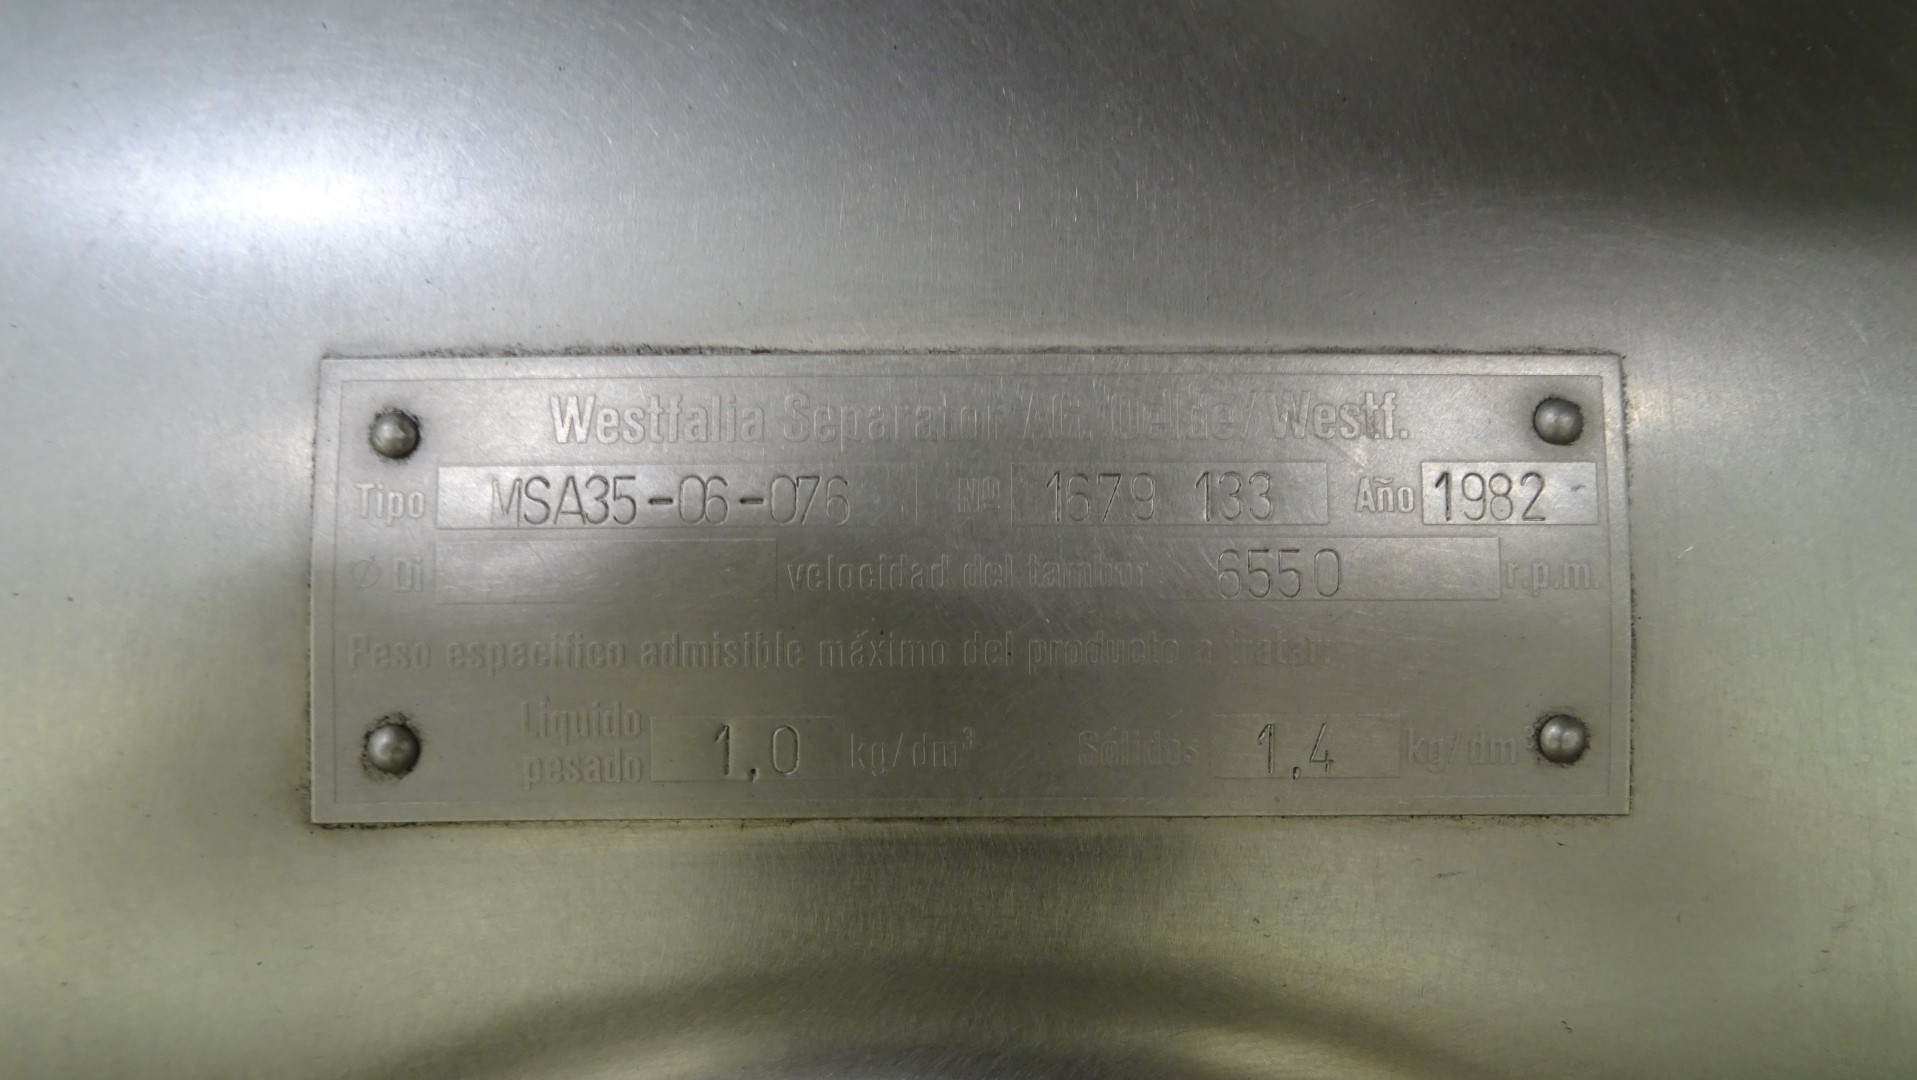 Westfalia Separator AG. Oelde/Westf.
Tipo MSA35-06-076 Nº 1679 133 Año 1982
Ø Di velocidad del tambor 6550 r.p.m.
Peso especifico admisible máximo del producto a tratar:
Líquido pesado 1,0 kg/dm³ Sólidos 1,4 kg/dm³